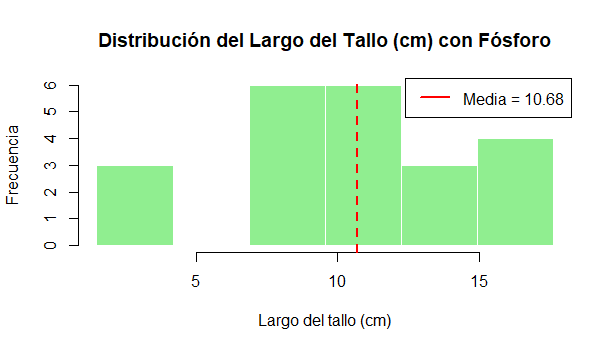 Distribución del Largo del Tallo (cm) con Fósforo
Media = 10.68
Frecuencia
6
5
4
3
2
1
0
5 10 15
Largo del tallo (cm)